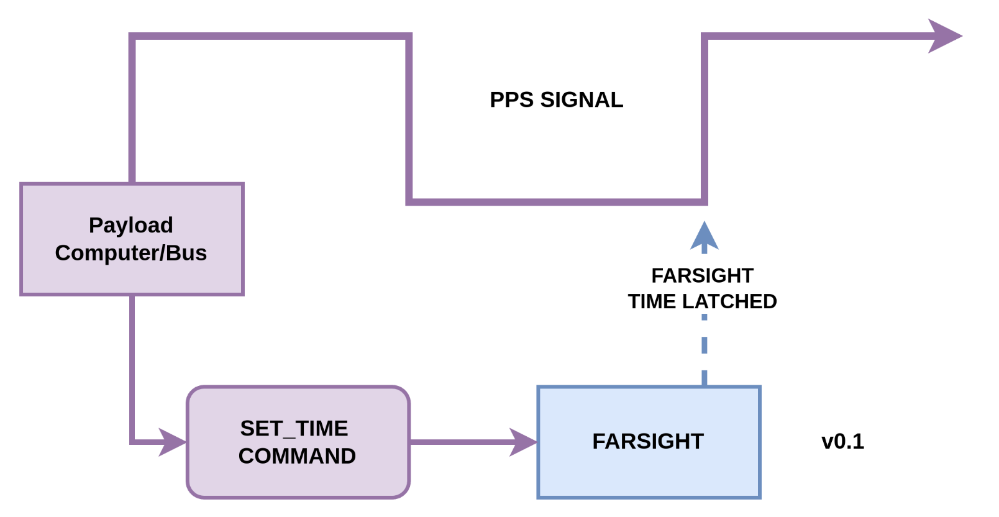 PPS SIGNAL
Payload
Computer/Bus
FARSIGHT
TIME LATCHED
SET_TIME
COMMAND
FARSIGHT
v0.1